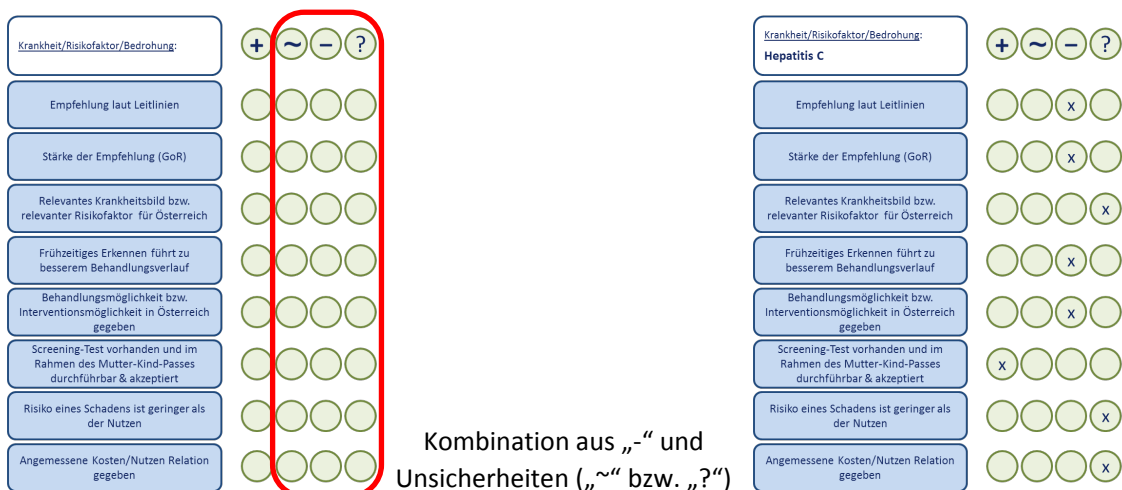 Krankheit/Risikofaktor/Bedrohung:
+ ~ – ?
Empfehlung laut Leitlinien
Stärke der Empfehlung (GoR)
Relevantes Krankheitsbild bzw.
relevanter Risikofaktor für Österreich
Frühzeitiges Erkennen führt zu
besserem Behandlungsverlauf
Behandlungsmöglichkeit bzw.
Interventionsmöglichkeit in Österreich
gegeben
Screening-Test vorhanden und im
Rahmen des Mutter-Kind-Passes
durchführbar & akzeptiert
Risiko eines Schadens ist geringer als
der Nutzen
Angemessene Kosten/Nutzen Relation
gegeben
Kombination aus „-“ und
Unsicherheiten („~“ bzw. „?“)
Krankheit/Risikofaktor/Bedrohung:
Hepatitis C
+ ~ – ?
Empfehlung laut Leitlinien
x
Stärke der Empfehlung (GoR)
x
Relevantes Krankheitsbild bzw.
relevanter Risikofaktor für Österreich
x
Frühzeitiges Erkennen führt zu
besserem Behandlungsverlauf
x
Behandlungsmöglichkeit bzw.
Interventionsmöglichkeit in Österreich
gegeben
x
Screening-Test vorhanden und im
Rahmen des Mutter-Kind-Passes
durchführbar & akzeptiert
x
Risiko eines Schadens ist geringer als
der Nutzen
x
Angemessene Kosten/Nutzen Relation
gegeben
x